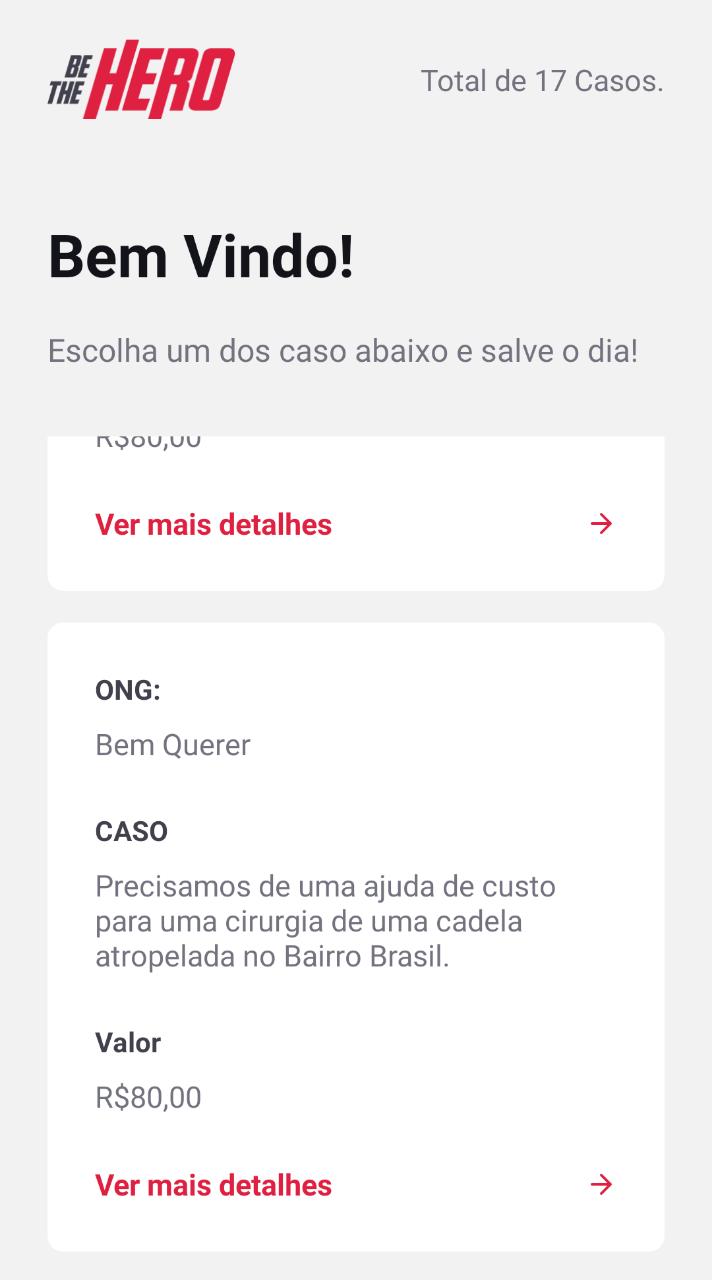 BE THE HERO
Total de 17 Casos.
Bem Vindo!
Escolha um dos caso abaixo e salve o dia!
R$80,00
Ver mais detalhes
ONG:
Bem Querer
CASO
Precisamos de uma ajuda de custo
para uma cirurgia de uma cadela
atropelada no Bairro Brasil.
Valor
R$80,00
Ver mais detalhes